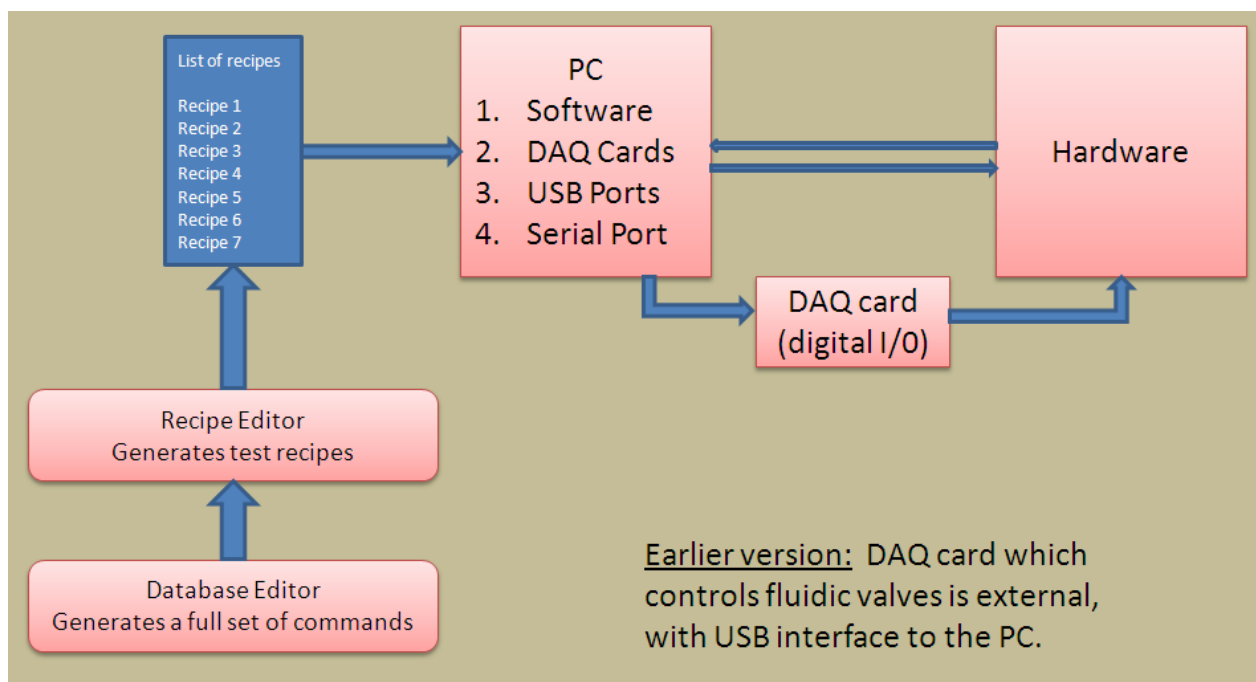 List of recipes
Recipe 1
Recipe 2
Recipe 3
Recipe 4
Recipe 5
Recipe 6
Recipe 7
PC
1. Software
2. DAQ Cards
3. USB Ports
4. Serial Port
Hardware
DAQ card
(digital I/0)
Recipe Editor
Generates test recipes
Database Editor
Generates a full set of commands
Earlier version: DAQ card which
controls fluidic valves is external,
with USB interface to the PC.